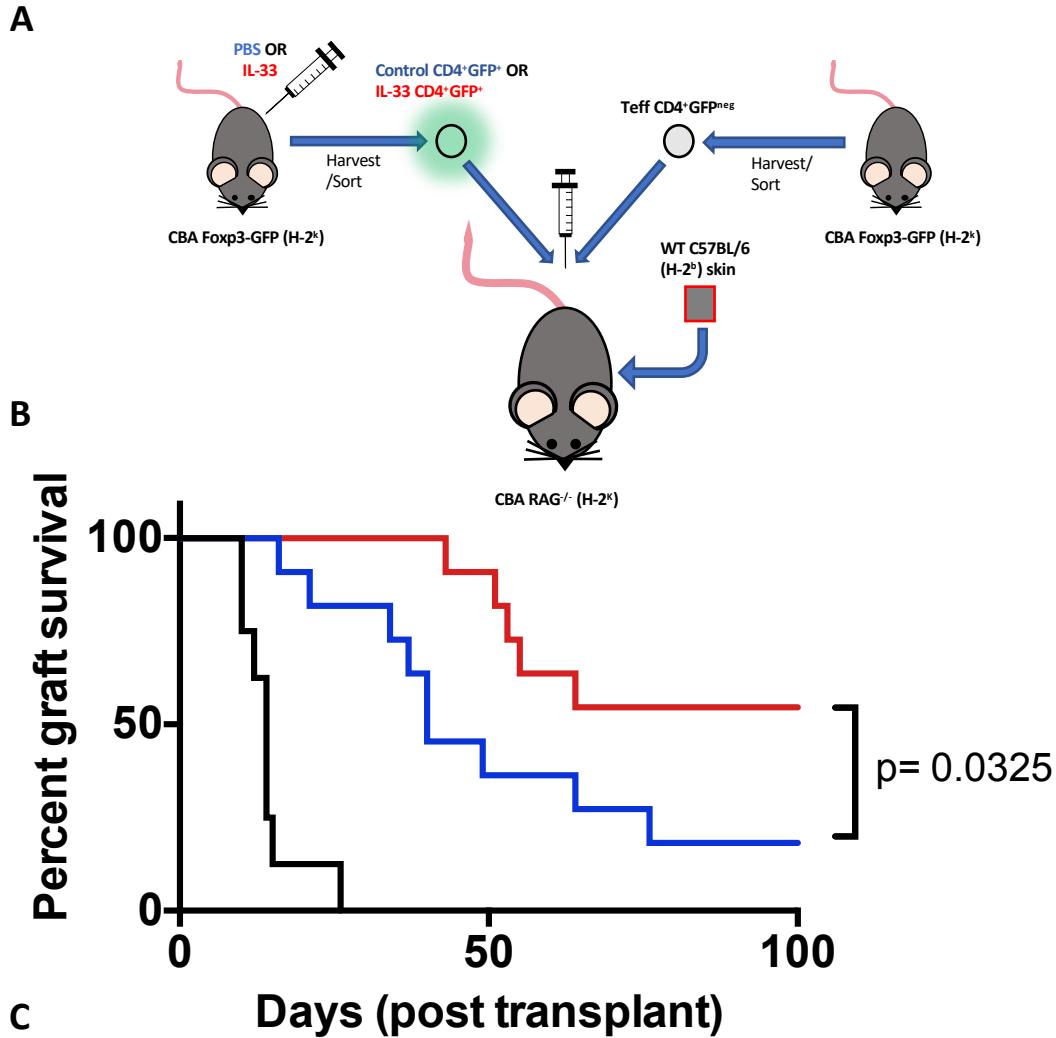 A
PBS OR
IL-33
Control CD4⁺GFP⁺ OR
IL-33 CD4⁺GFP⁺
Teff CD4⁺GFPⁿᵉᵍ
Harvest
/Sort
Harvest/
Sort
CBA Foxp3-GFP (H-2ᵏ)
CBA Foxp3-GFP (H-2ᵏ)
WT C57BL/6
(H-2ᵇ) skin
CBA RAG⁻/⁻ (H-2ᴷ)
B
Percent graft survival
100
50
0
p= 0.0325
0 50 100
Days (post transplant)
C